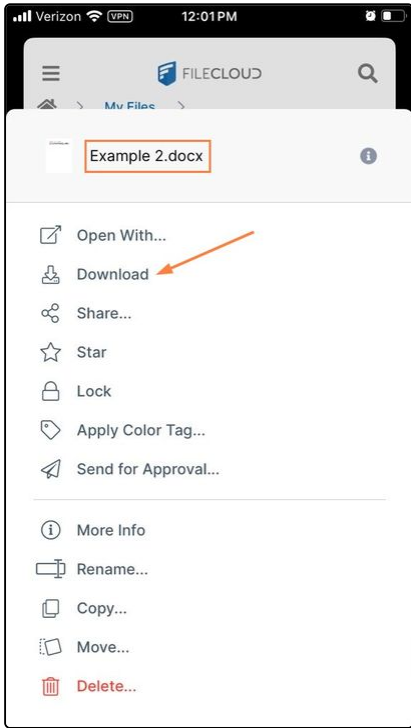 Verizon VPN 12:01 PM
FILECLOUD
My Files
Example 2.docx
Open With...
Download
Share...
Star
Lock
Apply Color Tag...
Send for Approval...
More Info
Rename...
Copy...
Move...
Delete...